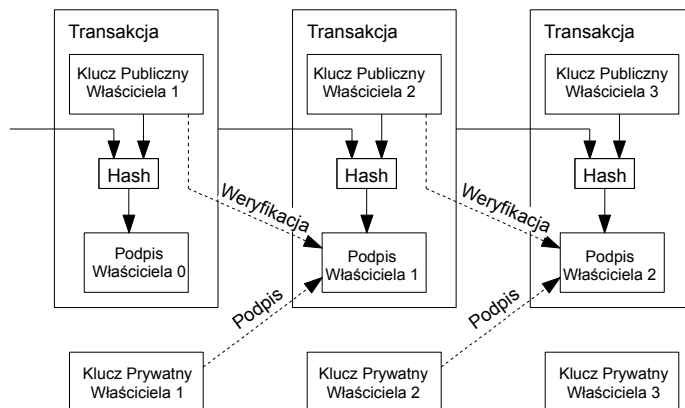 Transakcja
Transakcja
Transakcja
Klucz Publiczny
Właściciela 1
Klucz Publiczny
Właściciela 2
Klucz Publiczny
Właściciela 3
Hash
Hash
Hash
Weryfikacja
Weryfikacja
Podpis
Właściciela 0
Podpis
Właściciela 1
Podpis
Właściciela 2
Podpis
Podpis
Klucz Prywatny
Właściciela 1
Klucz Prywatny
Właściciela 2
Klucz Prywatny
Właściciela 3